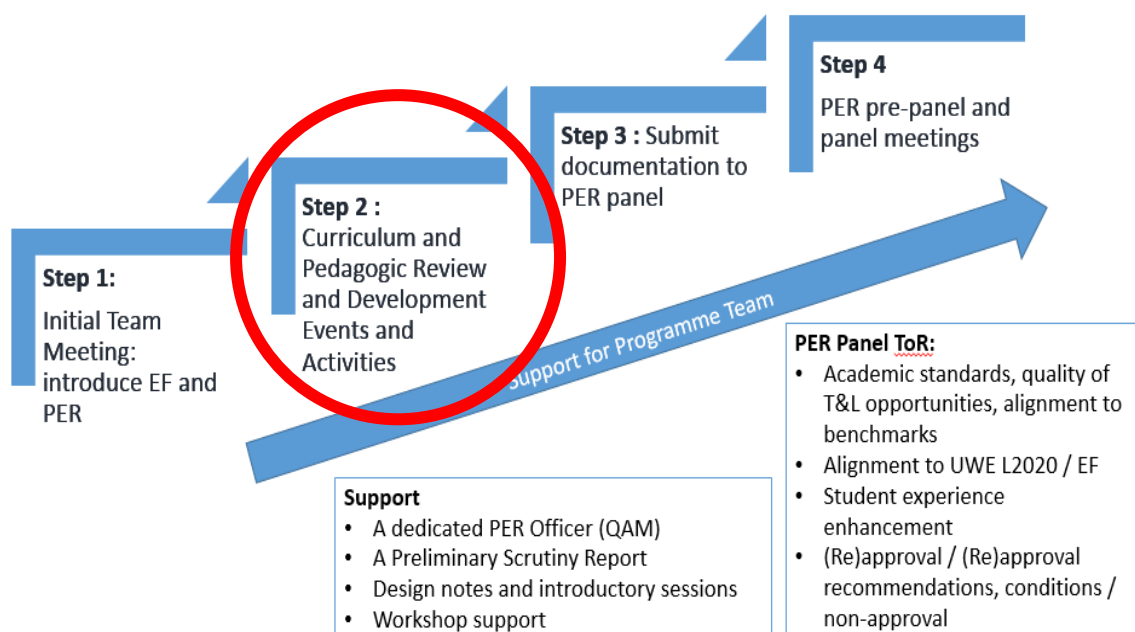 Step 1:
Initial Team
Meeting:
introduce EF and
PER
Step 2 :
Curriculum and
Pedagogic Review
and Development
Events and
Activities
Step 3 : Submit
documentation to
PER panel
Step 4
PER pre-panel and
panel meetings
Support for Programme Team
Support
• A dedicated PER Officer (QAM)
• A Preliminary Scrutiny Report
• Design notes and introductory sessions
• Workshop support
PER Panel ToR:
• Academic standards, quality of
T&L opportunities, alignment to
benchmarks
• Alignment to UWE L2020 / EF
• Student experience
enhancement
• (Re)approval / (Re)approval
recommendations, conditions /
non-approval